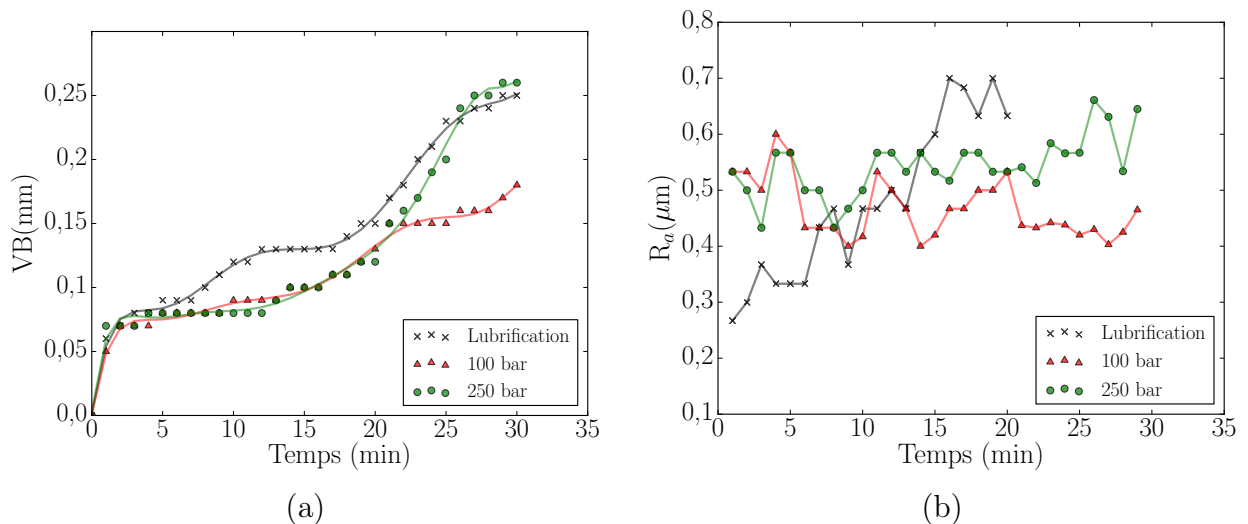 VB(mm)
0,25
0,2
0,15
0,1
0,05
0,0
0 5 10 15 20 25 30 35
Temps (min)
Lubrification
100 bar
250 bar
(a)
R_a(μm)
0,8
0,7
0,6
0,5
0,4
0,3
0,2
0,1
0 5 10 15 20 25 30 35
Temps (min)
Lubrification
100 bar
250 bar
(b)